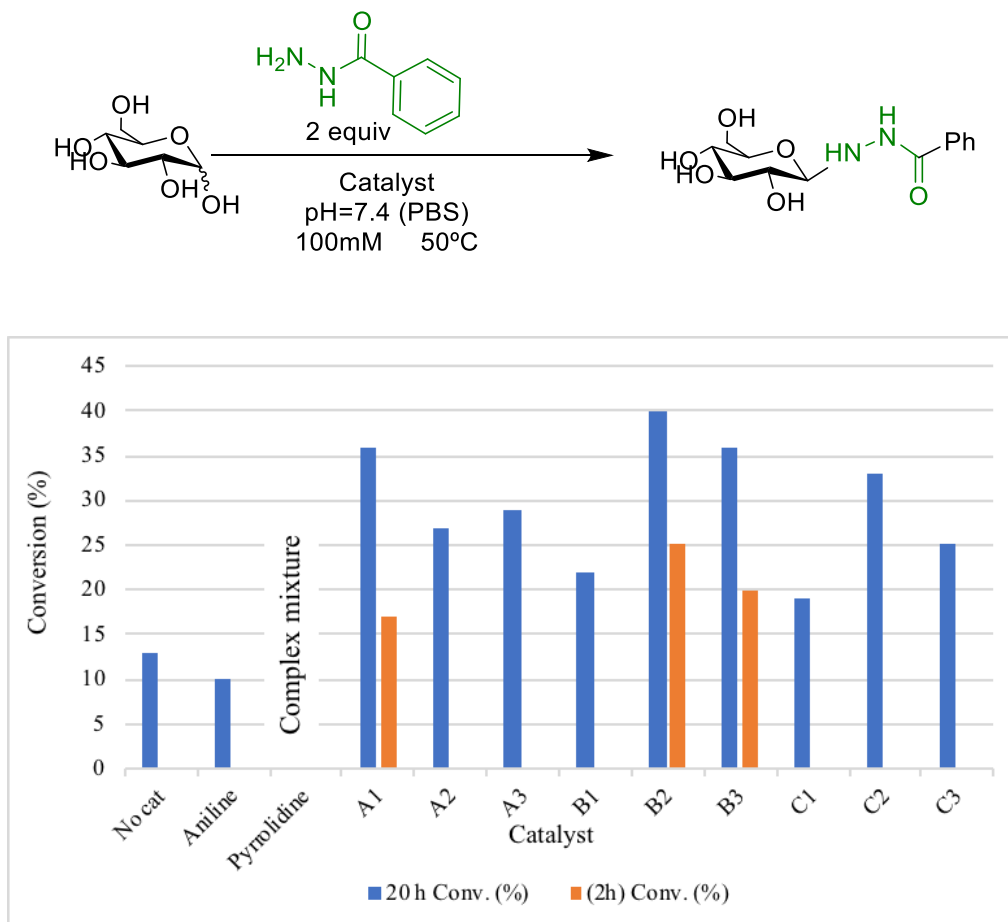 O
H2N
N
H
2 equiv
OH
O
HO
HO
OH
OH
Catalyst
pH=7.4 (PBS)
100mM 50ºC
OH
O
HO
HO
OH
HN
H
N
Ph
O
45
40
35
30
25
20
15
10
5
0
Conversion (%)
Complex mixture
No cat
Aniline
Pyrrolidine
A1
A2
A3
B1
B2
B3
C1
C2
C3
Catalyst
20 h Conv. (%)
(2h) Conv. (%)